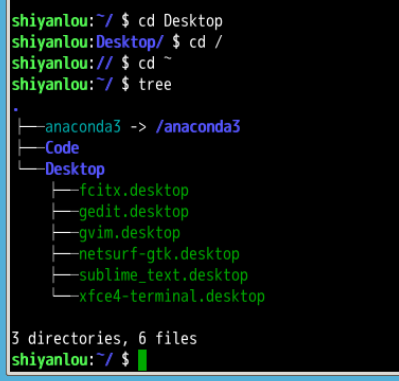 shiyanlou:~/ $ cd Desktop
shiyanlou:Desktop/ $ cd /
shiyanlou:// $ cd ~
shiyanlou:~/ $ tree
.
├──anaconda3 -> /anaconda3
├──Code
└──Desktop
    ├──fcitx.desktop
    ├──gedit.desktop
    ├──gvim.desktop
    ├──netsurf-gtk.desktop
    ├──sublime_text.desktop
    └──xfce4-terminal.desktop
3 directories, 6 files
shiyanlou:~/ $